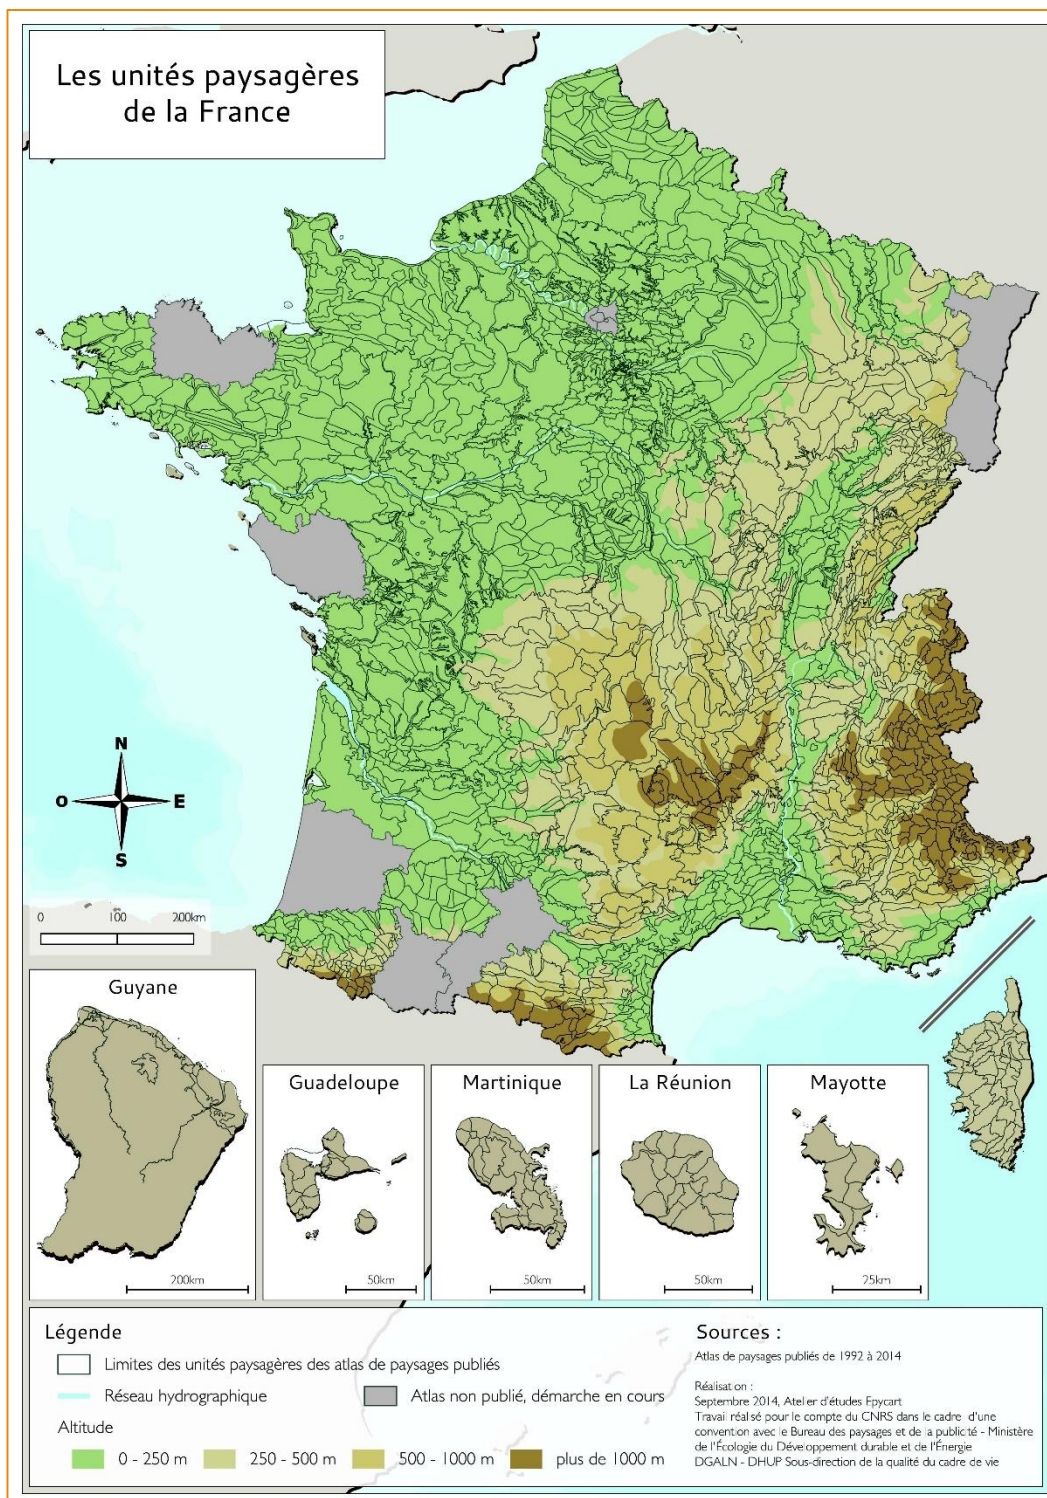 Les unités paysagères
de la France
N
O
E
S
0
100
200km
Guyane
200km
Guadeloupe
50km
Martinique
50km
La Réunion
50km
Mayotte
25km
Légende
Limites des unités paysagères des atlas de paysages publiés
Réseau hydrographique
Atlas non publié, démarche en cours
Altitude
0 - 250 m
250 - 500 m
500 - 1000 m
plus de 1000 m
Sources :
Atlas de paysages publiés de 1992 à 2014
Réalisation :
Septembre 2014, Atelier d'études Epycart
Travail réalsé pour le compte du CNRS dans le cadre d'une
convention avec le Bureau des paysages et de la publicité - Ministère
de l'Écologie du Développement durable et de l'Énergie
DGALN - DHUP Sous-direction de la qualité du cadre de vie